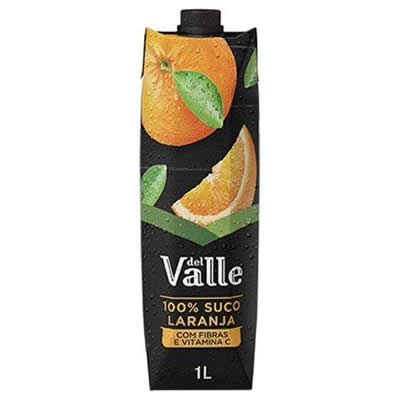 del
Valle
100% SUCO
LARANJA
COM FIBRAS
E VITAMINA C
1L